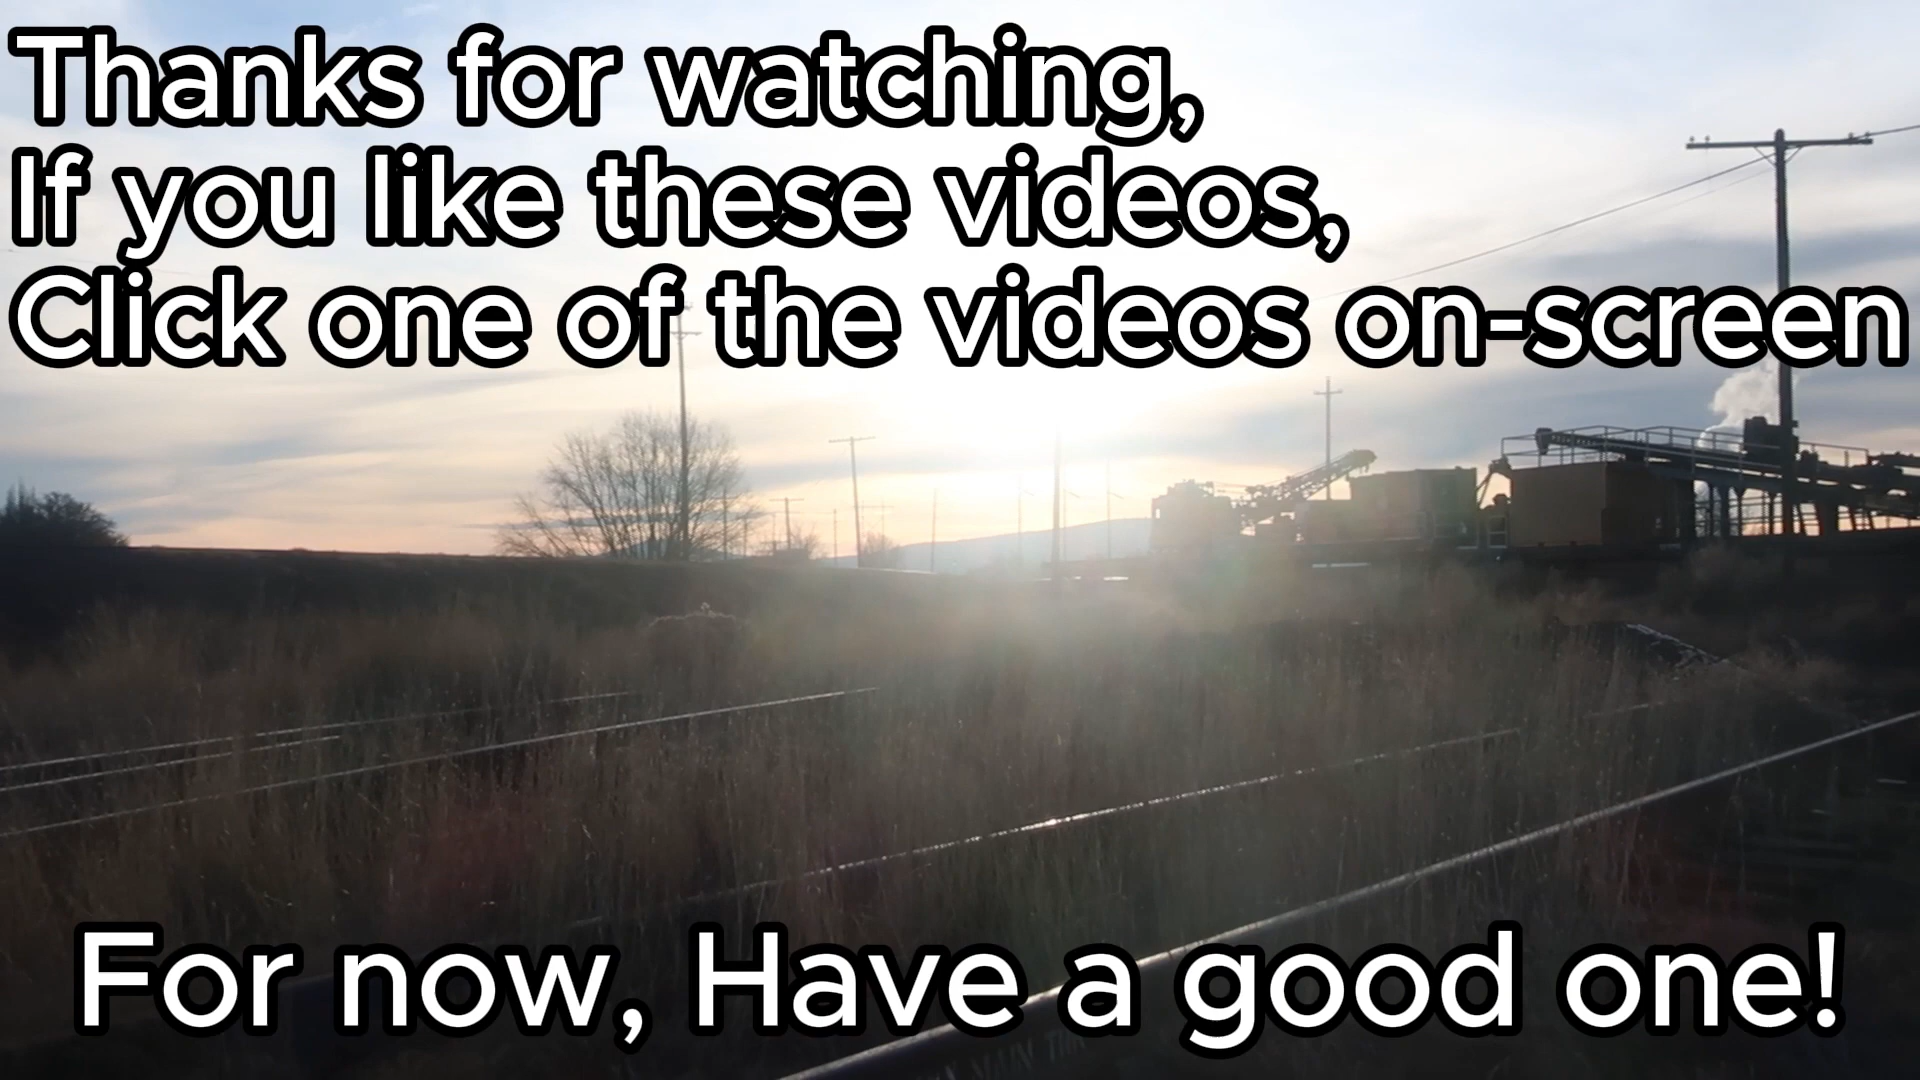 Thanks for watching,
If you like these videos,
Click one of the videos on-screen
For now, Have a good one!